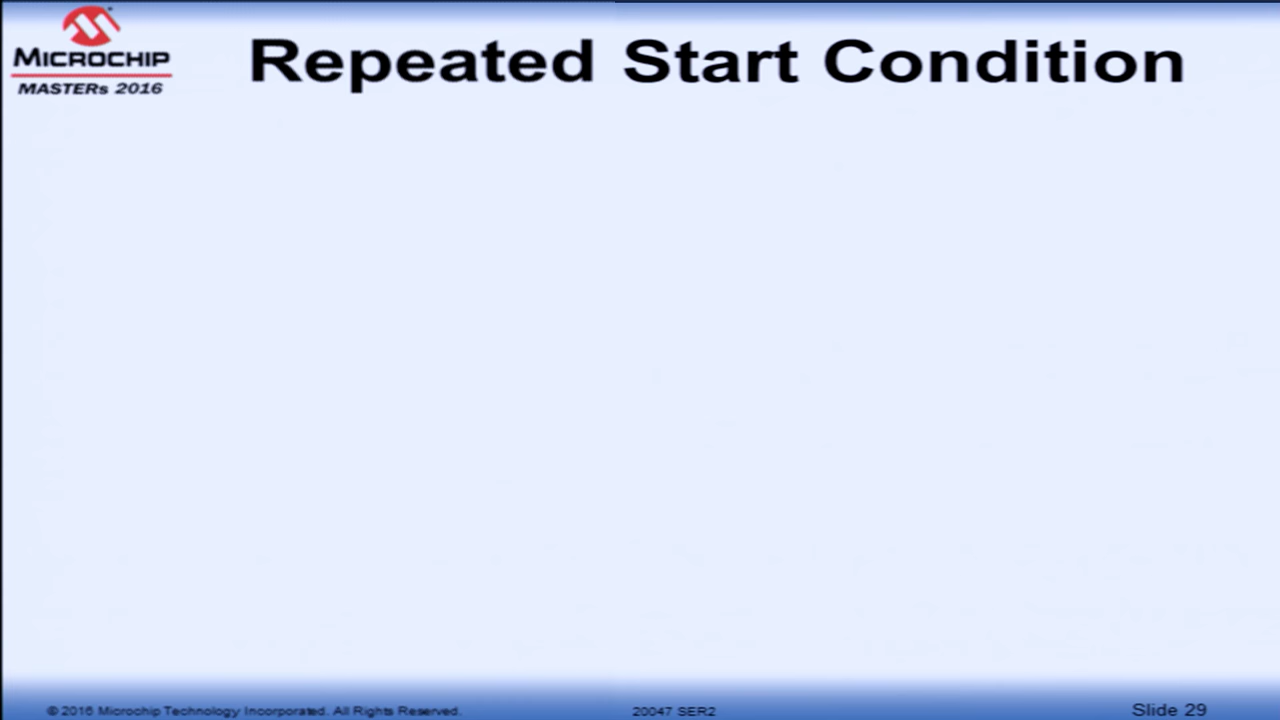 MICROCHIP
MASTERs 2016
Repeated Start Condition
© 2016 Microchip Technology Incorporated. All Rights Reserved.
20047 SER2
Slide 29